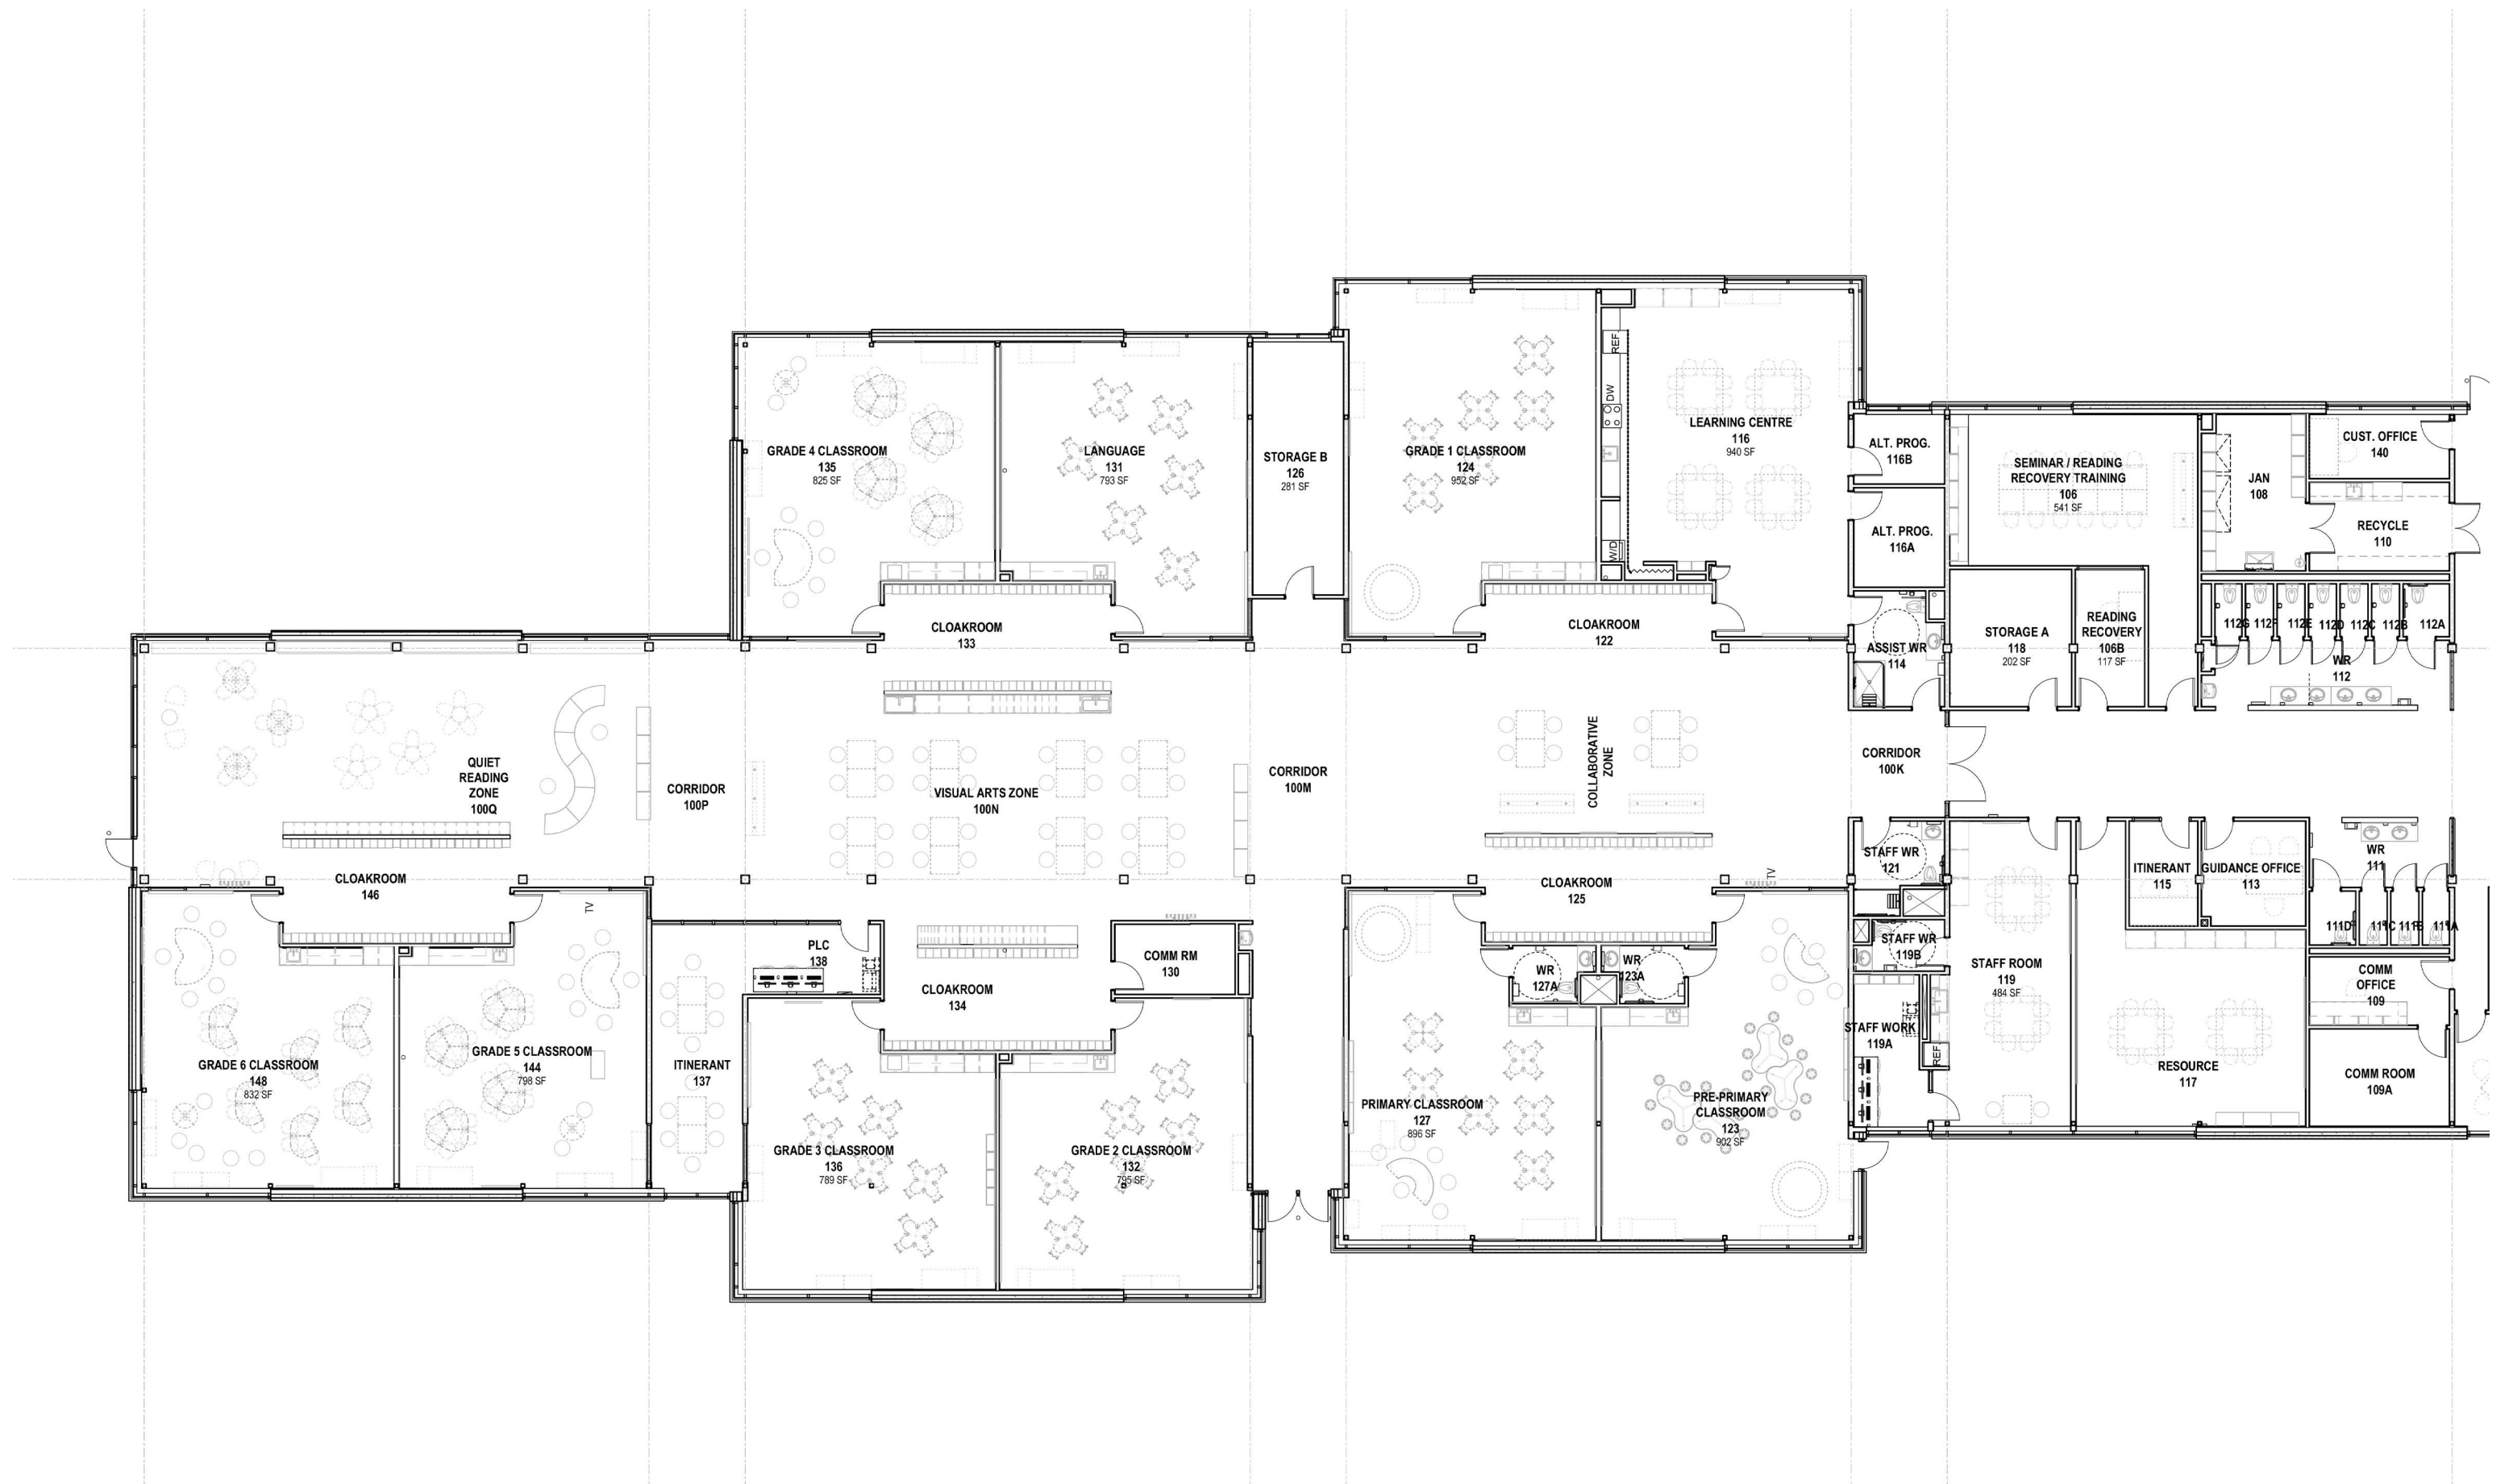 REF.
DW
W/D
GRADE 4 CLASSROOM
135
825 SF
LANGUAGE
131
793 SF
STORAGE B
126
281 SF
GRADE 1 CLASSROOM
124
952 SF
LEARNING CENTRE
116
940 SF
ALT. PROG.
116B
ALT. PROG.
116A
SEMINAR / READING
RECOVERY TRAINING
106
541 SF
JAN
108
CUST. OFFICE
140
RECYCLE
110
CLOAKROOM
133
CLOAKROOM
122
ASSIST WR
114
STORAGE A
118
202 SF
READING
RECOVERY
106B
117 SF
112G
112F
112E
112D
112C
112B
112A
WR
112
QUIET
READING
ZONE
100Q
CORRIDOR
100P
VISUAL ARTS ZONE
100N
CORRIDOR
100M
COLLABORATIVE
ZONE
CORRIDOR
100K
CLOAKROOM
146
TV
CLOAKROOM
125
TV
STAFF WR
121
ITINERANT
115
GUIDANCE OFFICE
113
WR
111
111D
111C
111B
111A
PLC
138
COMM RM
130
CLOAKROOM
134
WR
127A
WR
123A
STAFF WR
119B
STAFF ROOM
119
484 SF
COMM
OFFICE
109
STAFF WORK
119A
REF.
GRADE 6 CLASSROOM
148
832 SF
GRADE 5 CLASSROOM
144
798 SF
ITINERANT
137
RESOURCE
117
COMM ROOM
109A
PRIMARY CLASSROOM
127
896 SF
PRE-PRIMARY
CLASSROOM
123
902 SF
GRADE 3 CLASSROOM
136
789 SF
GRADE 2 CLASSROOM
132
795 SF